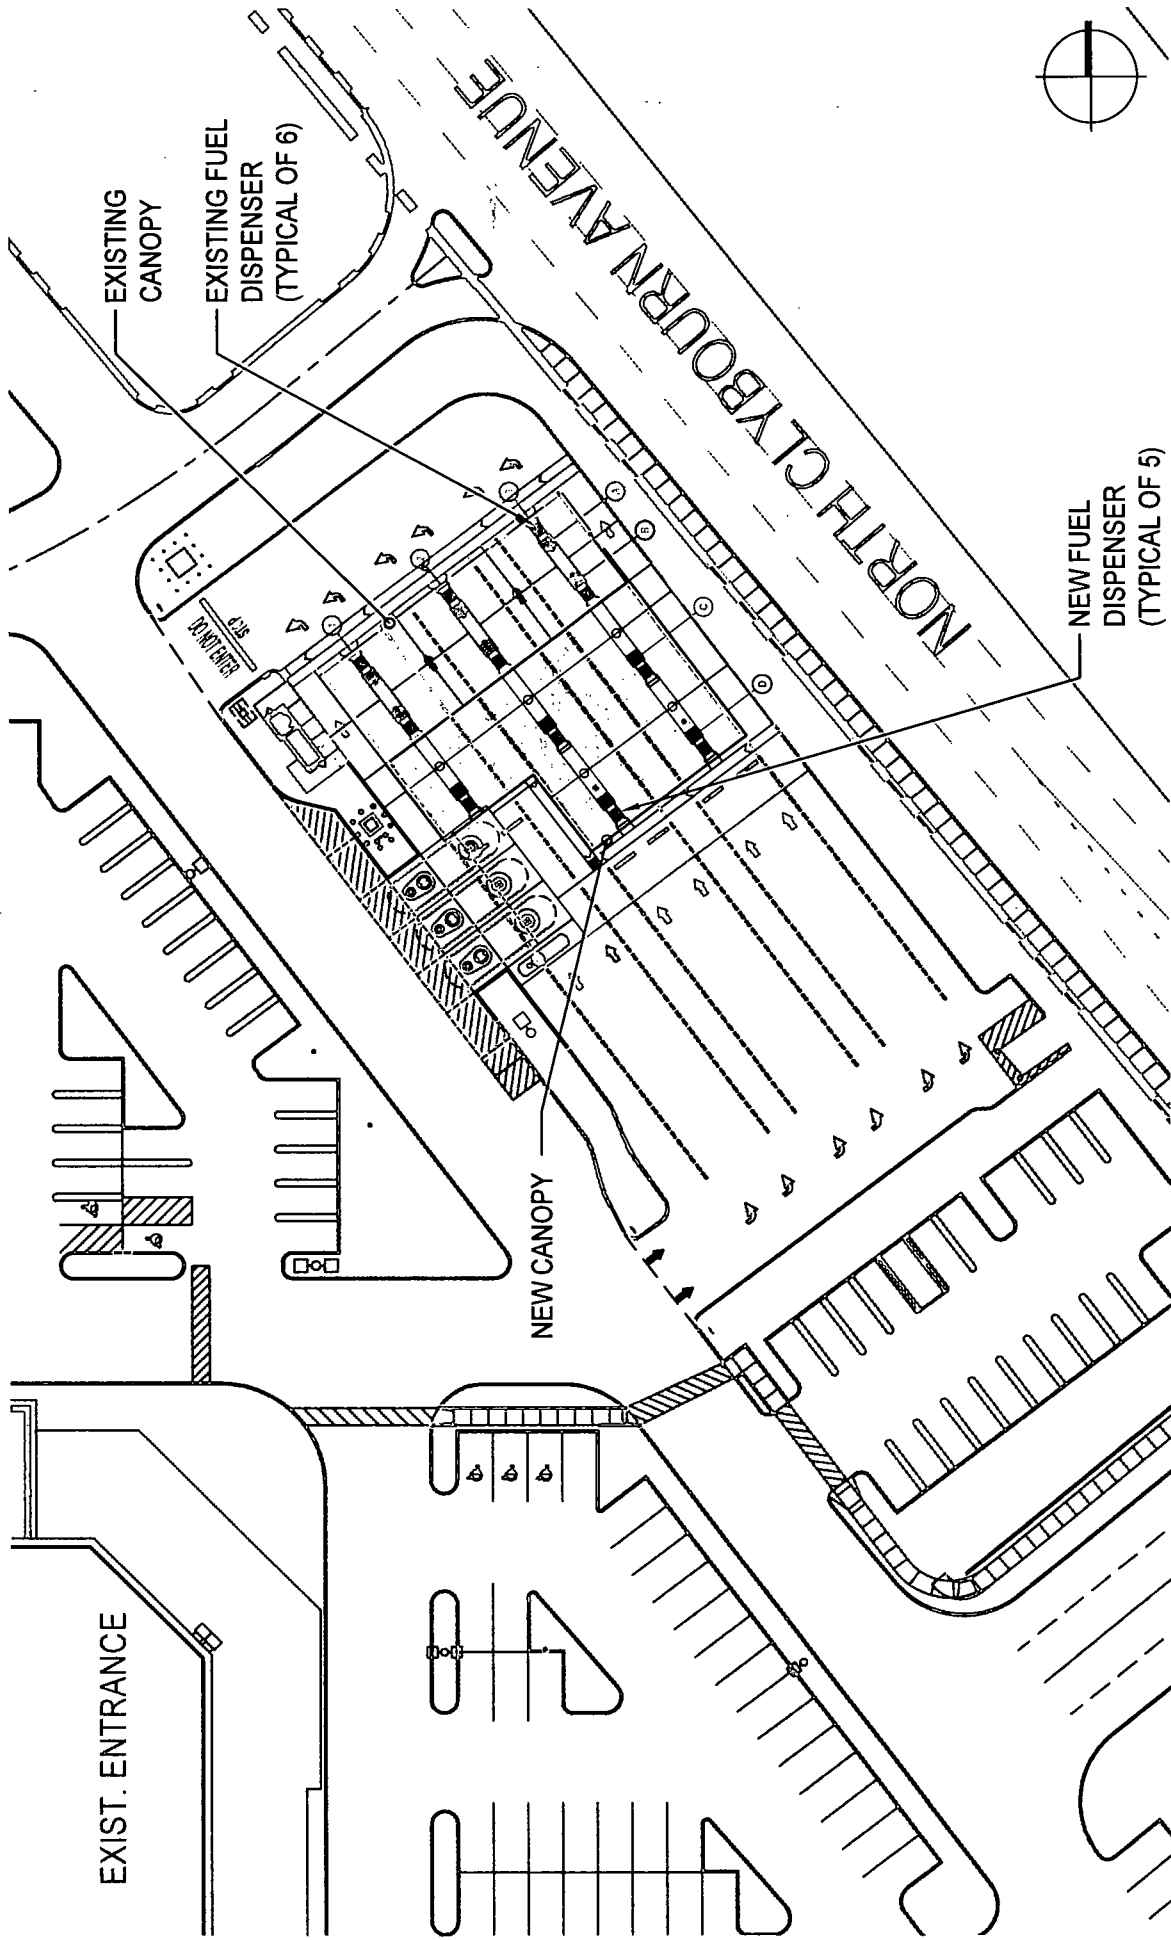 EXISTING
CANOPY
EXISTING FUEL
DISPENSER
(TYPICAL OF 6)
NORTH CLYBOURN AVENUE
STOP
DO NOT ENTER
A
B
C
D
NEW FUEL
DISPENSER
(TYPICAL OF 5)
NEW CANOPY
EXIST. ENTRANCE